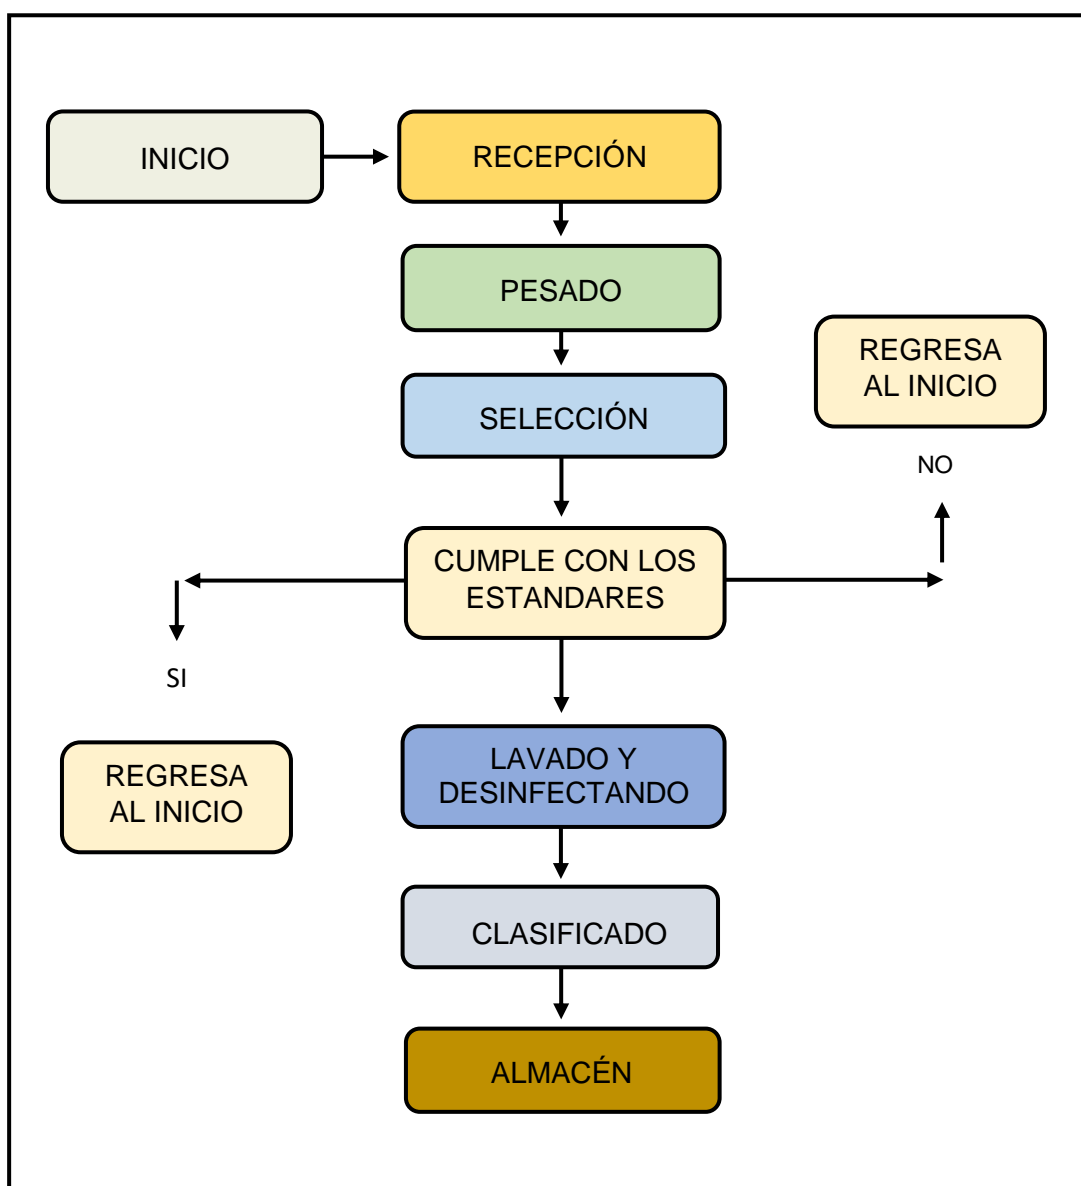 INICIO
RECEPCIÓN
PESADO
SELECCIÓN
REGRESA
AL INICIO
NO
CUMPLE CON LOS
ESTANDARES
SI
REGRESA
AL INICIO
LAVADO Y
DESINFECTANDO
CLASIFICADO
ALMACÉN